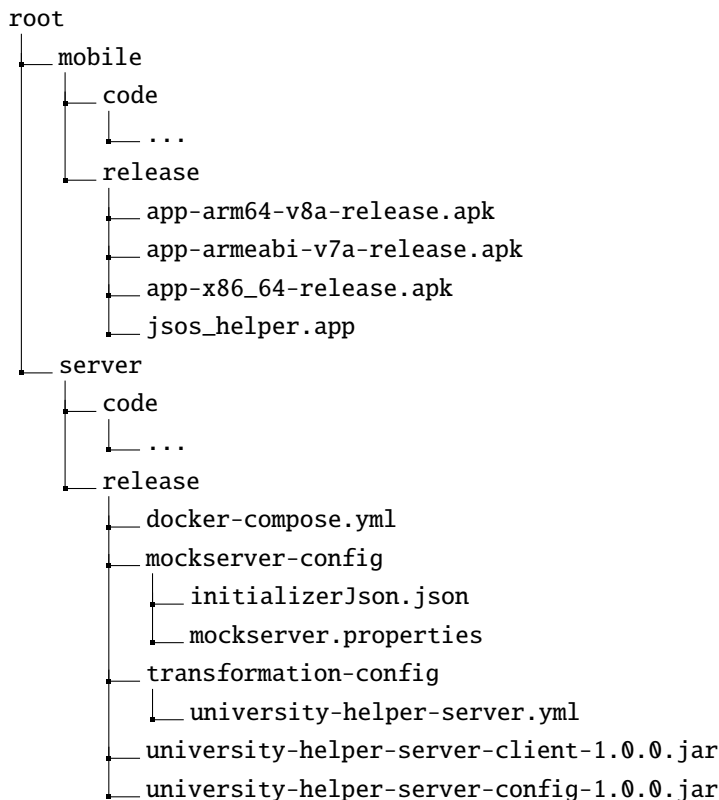 root
mobile
code
...
release
app-arm64-v8a-release.apk
app-armeabi-v7a-release.apk
app-x86_64-release.apk
jsos_helper.app
server
code
...
release
docker-compose.yml
mockserver-config
initializerJson.json
mockserver.properties
transformation-config
university-helper-server.yml
university-helper-server-client-1.0.0.jar
university-helper-server-config-1.0.0.jar